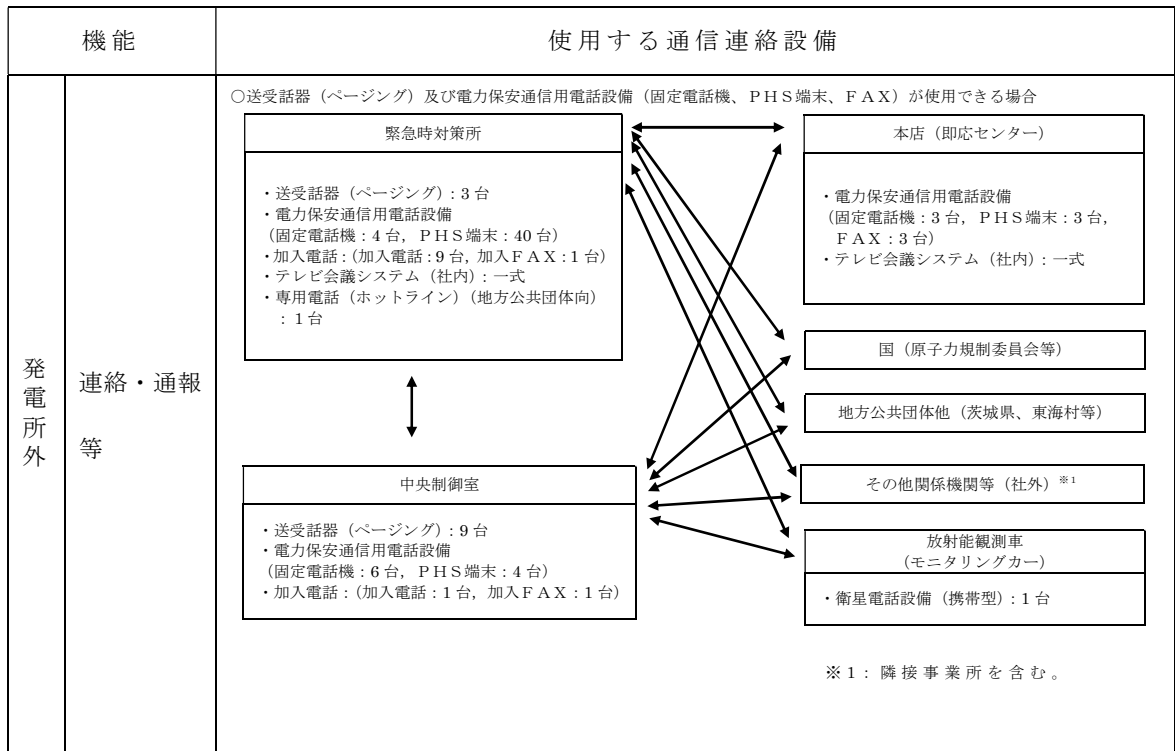 機能
使用する通信連絡設備
発電所外
連絡・通報
等
○送受話器（ページング）及び電力保安通信用電話設備（固定電話機、ＰＨＳ端末、ＦＡＸ）が使用できる場合
緊急時対策所
・送受話器（ページング）：3台
・電力保安通信用電話設備
（固定電話機：4台，ＰＨＳ端末：40台）
・加入電話：（加入電話：9台，加入ＦＡＸ：1台）
・テレビ会議システム（社内）：一式
・専用電話（ホットライン）（地方公共団体向）
：1台
中央制御室
・送受話器（ページング）：9台
・電力保安通信用電話設備
（固定電話機：6台，ＰＨＳ端末：4台）
・加入電話：（加入電話：1台，加入ＦＡＸ：1台）
本店（即応センター）
・電力保安通信用電話設備
（固定電話機：3台，ＰＨＳ端末：3台，
ＦＡＸ：3台）
・テレビ会議システム（社内）：一式
国（原子力規制委員会等）
地方公共団体他（茨城県、東海村等）
その他関係機関等（社外）※1
放射能観測車
（モニタリングカー）
・衛星電話設備（携帯型）：1台
※1：隣接事業所を含む。